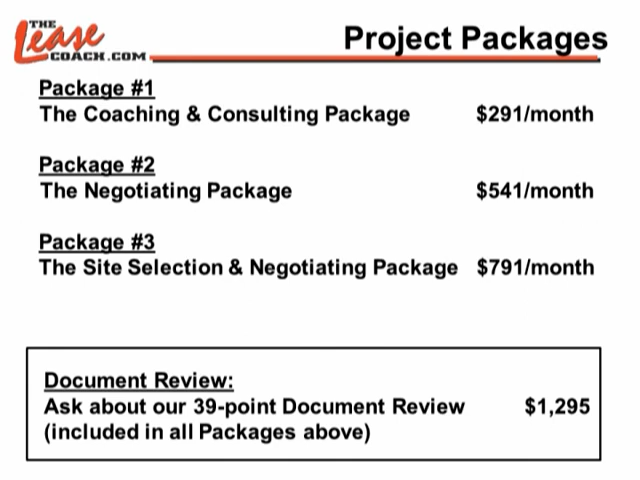 THE
Lease
COACH.COM
Project Packages
Package #1
The Coaching & Consulting Package $291/month
Package #2
The Negotiating Package $541/month
Package #3
The Site Selection & Negotiating Package $791/month
Document Review:
Ask about our 39-point Document Review $1,295
(included in all Packages above)